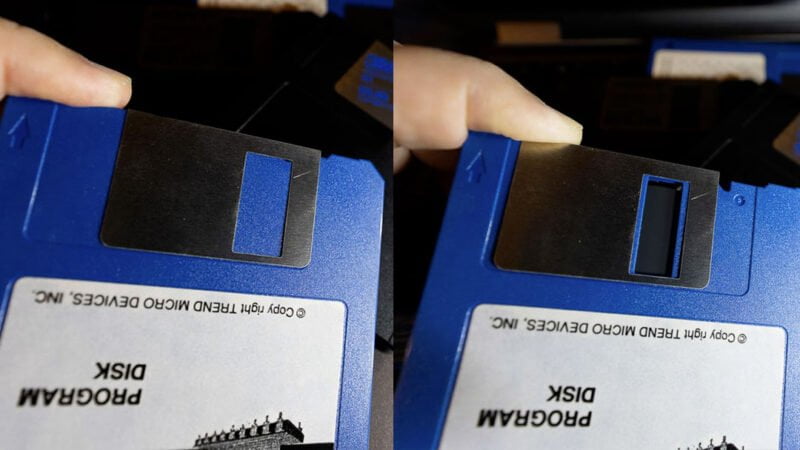 © Copy right TREND MICRO DEVICES, INC.
PROGRAM
DISK
© Copy right TREND MICRO DEVICES, INC.
PROGRAM
DISK